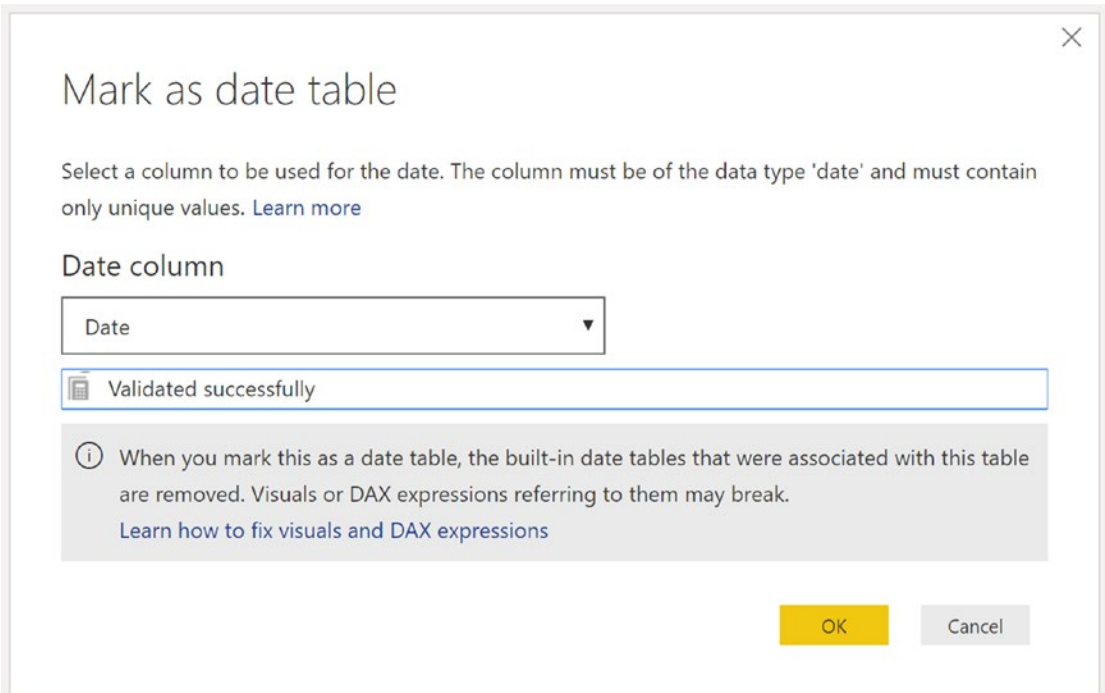 Mark as date table
Select a column to be used for the date. The column must be of the data type 'date' and must contain
only unique values. Learn more
Date column
Date
Validated successfully
When you mark this as a date table, the built-in date tables that were associated with this table
are removed. Visuals or DAX expressions referring to them may break.
Learn how to fix visuals and DAX expressions
OK Cancel